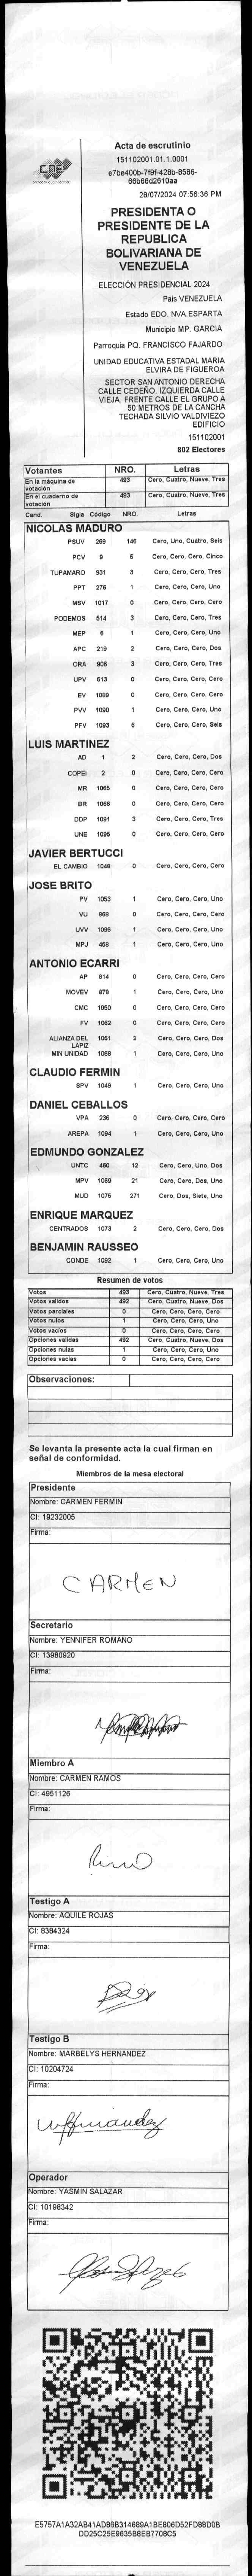 CNE
Acta de escrutinio
151102001.01.1.0001
e7be400b-7f9f-428b-8586-
66b66d2610aa
28/07/2024 07:56:36 PM
PRESIDENTA O
PRESIDENTE DE LA
REPUBLICA
BOLIVARIANA DE
VENEZUELA
ELECCIÓN PRESIDENCIAL 2024
Pais VENEZUELA
Estado EDO. NVA.ESPARTA
Municipio MP. GARCIA
Parroquia PQ. FRANCISCO FAJARDO
UNIDAD EDUCATIVA ESTADAL MARIA
ELVIRA DE FIGUEROA
SECTOR SAN ANTONIO DERECHA
CALLE CEDEÑO. IZQUIERDA CALLE
VIEJA. FRENTE CALLE EL GRUPO A
50 METROS DE LA CANCHA
TECHADA SILVIO VALDIVIEZO
EDIFICIO
151102001
802 Electores
Votantes NRO. Letras
En la máquina de votación 493 Cero, Cuatro, Nueve, Tres
En el cuaderno de votación 493 Cero, Cuatro, Nueve, Tres
Cand. Sigla Código NRO. Letras
NICOLAS MADURO
PSUV 269 146 Cero, Uno, Cuatro, Seis
PCV 9 5 Cero, Cero, Cero, Cinco
TUPAMARO 931 3 Cero, Cero, Cero, Tres
PPT 276 1 Cero, Cero, Cero, Uno
MSV 1017 0 Cero, Cero, Cero, Cero
PODEMOS 514 3 Cero, Cero, Cero, Tres
MEP 6 1 Cero, Cero, Cero, Uno
APC 219 2 Cero, Cero, Cero, Dos
ORA 906 3 Cero, Cero, Cero, Tres
UPV 613 0 Cero, Cero, Cero, Cero
EV 1089 0 Cero, Cero, Cero, Cero
PVV 1090 1 Cero, Cero, Cero, Uno
PFV 1093 6 Cero, Cero, Cero, Seis
LUIS MARTINEZ
AD 1 2 Cero, Cero, Cero, Dos
COPEI 2 0 Cero, Cero, Cero, Cero
MR 1065 0 Cero, Cero, Cero, Cero
BR 1066 0 Cero, Cero, Cero, Cero
DDP 1091 3 Cero, Cero, Cero, Tres
UNE 1095 0 Cero, Cero, Cero, Cero
JAVIER BERTUCCI
EL CAMBIO 1048 0 Cero, Cero, Cero, Cero
JOSE BRITO
PV 1053 1 Cero, Cero, Cero, Uno
VU 868 0 Cero, Cero, Cero, Cero
UVV 1096 1 Cero, Cero, Cero, Uno
MPJ 458 1 Cero, Cero, Cero, Uno
ANTONIO ECARRI
AP 814 0 Cero, Cero, Cero, Cero
MOVEV 878 1 Cero, Cero, Cero, Uno
CMC 1050 0 Cero, Cero, Cero, Cero
FV 1062 0 Cero, Cero, Cero, Cero
ALIANZA DEL LAPIZ 1051 2 Cero, Cero, Cero, Dos
MIN UNIDAD 1068 1 Cero, Cero, Cero, Uno
CLAUDIO FERMIN
SPV 1049 1 Cero, Cero, Cero, Uno
DANIEL CEBALLOS
VPA 236 0 Cero, Cero, Cero, Cero
AREPA 1094 1 Cero, Cero, Cero, Uno
EDMUNDO GONZALEZ
UNTC 460 12 Cero, Cero, Uno, Dos
MPV 1069 21 Cero, Cero, Dos, Uno
MUD 1076 271 Cero, Dos, Siete, Uno
ENRIQUE MARQUEZ
CENTRADOS 1073 2 Cero, Cero, Cero, Dos
BENJAMIN RAUSSEO
CONDE 1092 1 Cero, Cero, Cero, Uno
Resumen de votos
Votos 493 Cero, Cuatro, Nueve, Tres
Votos validos 492 Cero, Cuatro, Nueve, Dos
Votos parciales 0 Cero, Cero, Cero, Cero
Votos nulos 1 Cero, Cero, Cero, Uno
Votos vacios 0 Cero, Cero, Cero, Cero
Opciones validas 492 Cero, Cuatro, Nueve, Dos
Opciones nulas 1 Cero, Cero, Cero, Uno
Opciones vacias 0 Cero, Cero, Cero, Cero
Observaciones:
Se levanta la presente acta la cual firman en
señal de conformidad.
Miembros de la mesa electoral
Presidente
Nombre: CARMEN FERMIN
CI: 19232005
Firma:
CARMEN
Secretario
Nombre: YENNIFER ROMANO
CI: 13980920
Firma:
Miembro A
Nombre: CARMEN RAMOS
CI: 4951126
Firma:
Testigo A
Nombre: AQUILE ROJAS
CI: 8384324
Firma:
Testigo B
Nombre: MARBELYS HERNANDEZ
CI: 10204724
Firma:
Operador
Nombre: YASMIN SALAZAR
CI: 10198342
Firma:
E5757A1A32AB41AD86B314689A1BE806D52FD88D0B
DD25C25E9635B8EB7708C5